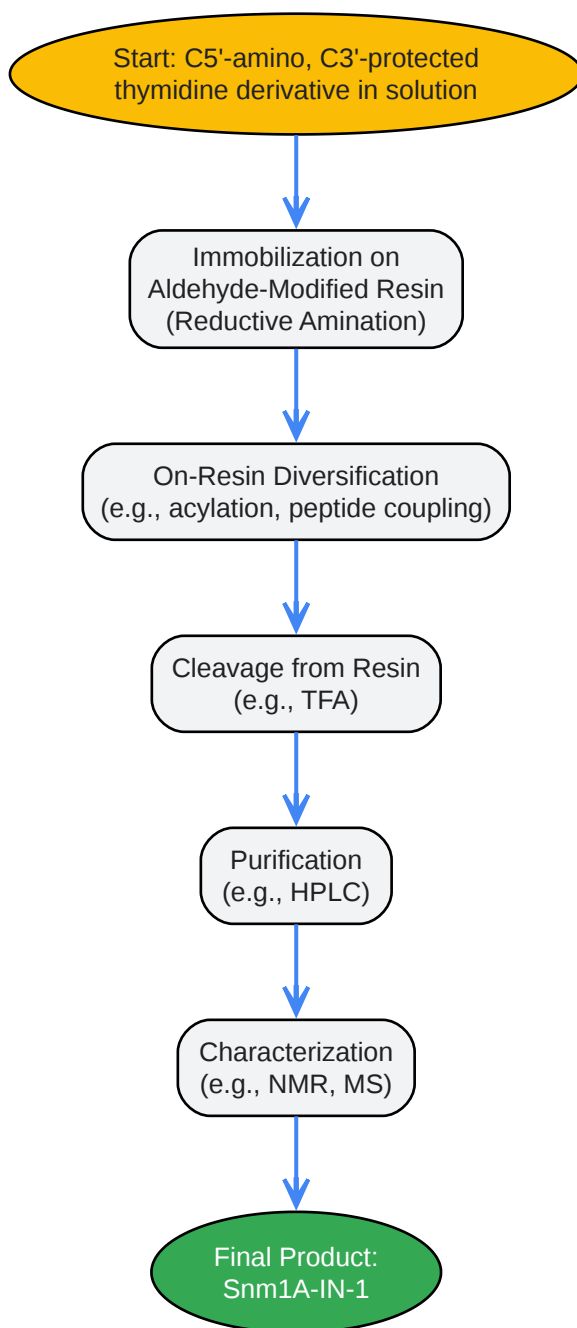 Start: C5'-amino, C3'-protected
thymidine derivative in solution
Immobilization on
Aldehyde-Modified Resin
(Reductive Amination)
On-Resin Diversification
(e.g., acylation, peptide coupling)
Cleavage from Resin
(e.g., TFA)
Purification
(e.g., HPLC)
Characterization
(e.g., NMR, MS)
Final Product:
Snm1A-IN-1